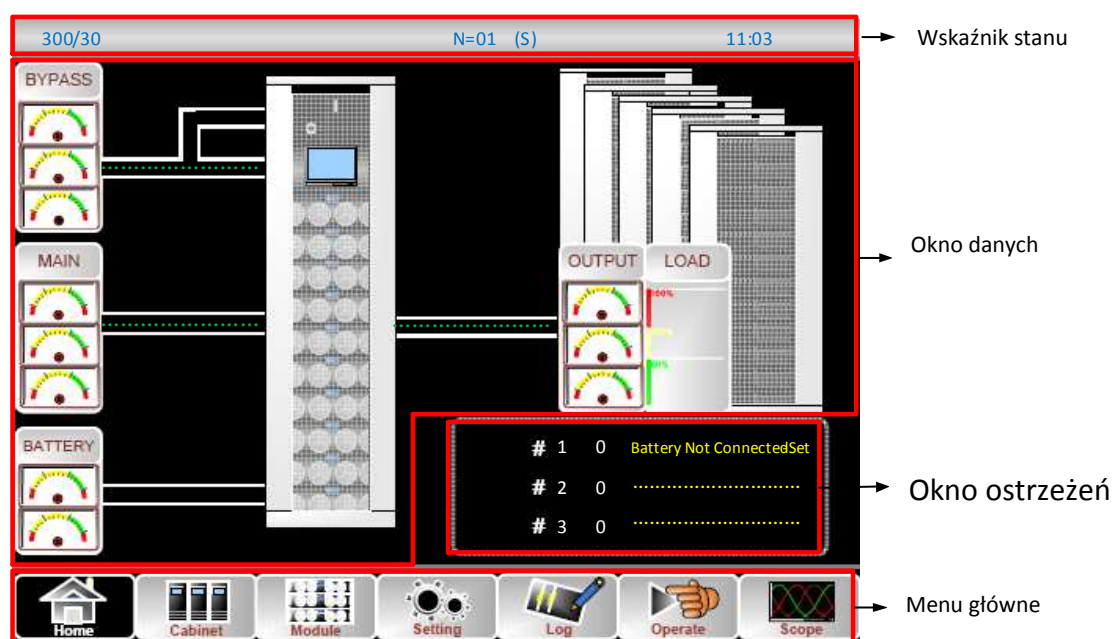 300/30 N=01 (S) 11:03 Wskaźnik stanu
BYPASS
MAIN
OUTPUT LOAD
Okno danych
100%
BATTERY
# 1 0 Battery Not ConnectedSet
# 2 0 ............................
# 3 0 ............................
Okno ostrzeżeń
Home Cabinet Module Setting Log Operate Scope
Menu główne